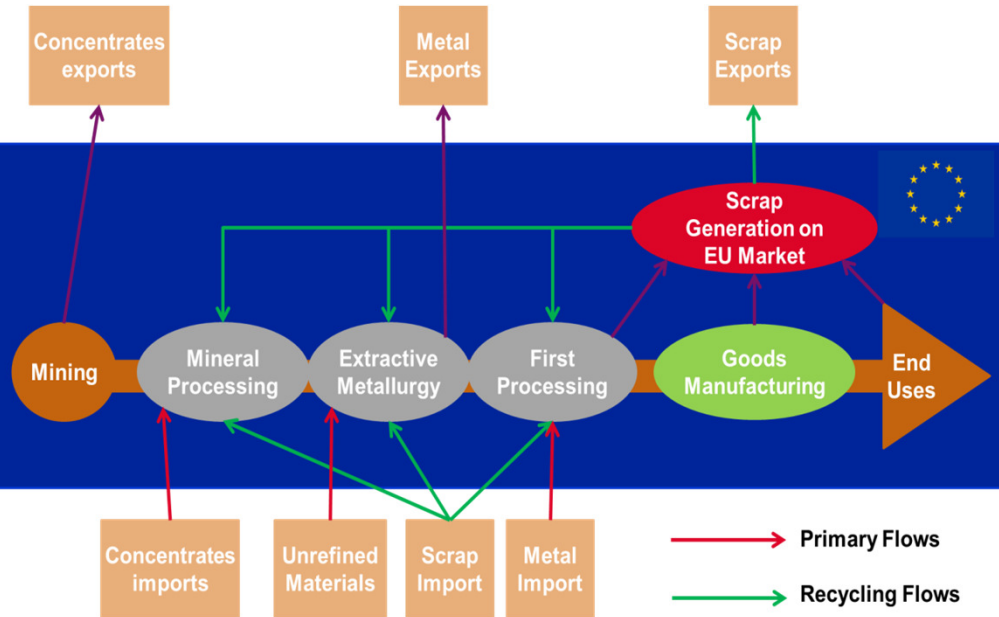 Concentrates
exports
Metal
Exports
Scrap
Exports
Scrap
Generation on
EU Market
Mining
Mineral
Processing
Extractive
Metallurgy
First
Processing
Goods
Manufacturing
End
Uses
Concentrates
imports
Unrefined
Materials
Scrap
Import
Metal
Import
Primary Flows
Recycling Flows